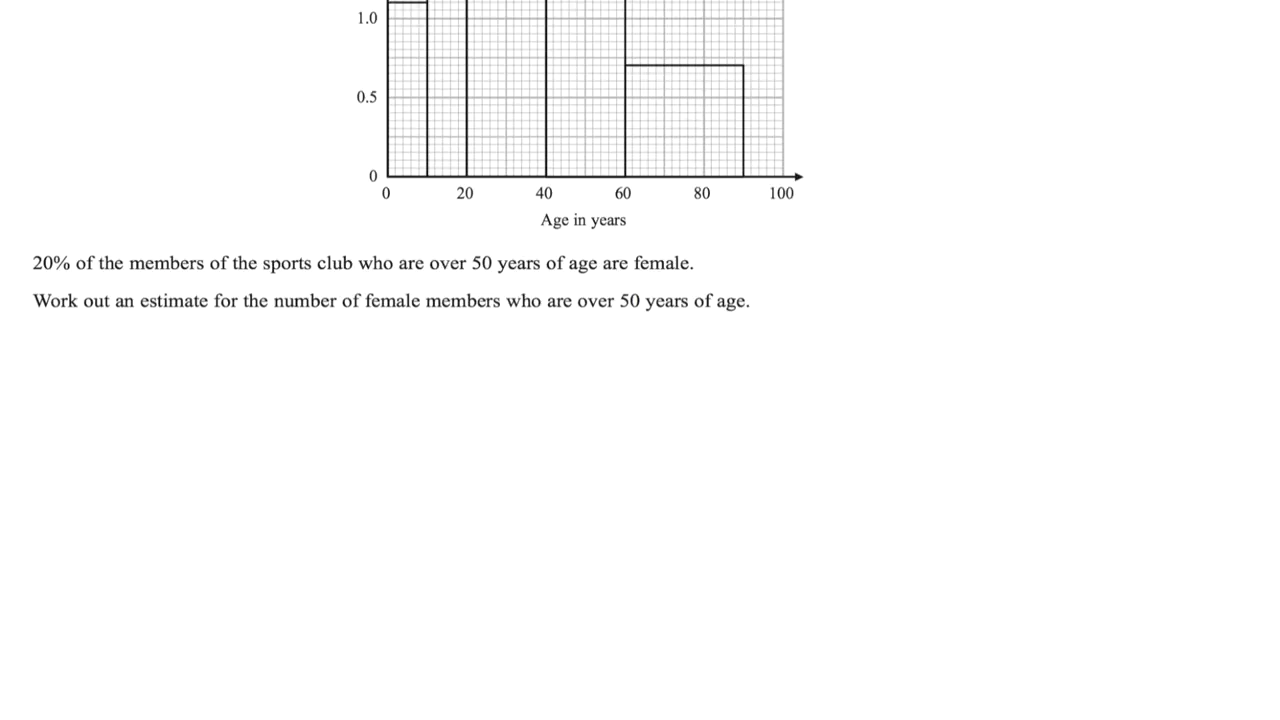 1.0
0.5
0
0 20 40 60 80 100
Age in years
20% of the members of the sports club who are over 50 years of age are female.
Work out an estimate for the number of female members who are over 50 years of age.